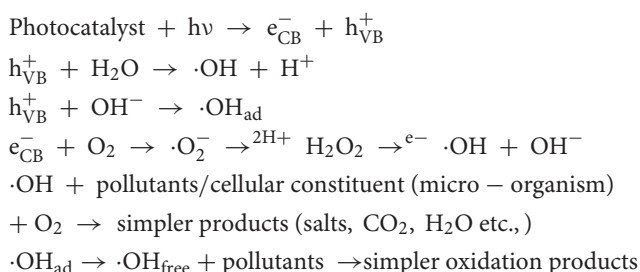 Photocatalyst + hυ → e⁻CB + h⁺VB
h⁺VB + H₂O → ·OH + H⁺
h⁺VB + OH⁻ → ·OHad
e⁻CB + O₂ → ·O₂⁻ →²ᴴ⁺ H₂O₂ →ᵉ⁻ ·OH + OH⁻
·OH + pollutants/cellular constituent (micro − organism)
+ O₂ → simpler products (salts, CO₂, H₂O etc.,)
·OHad → ·OHfree + pollutants →simpler oxidation products